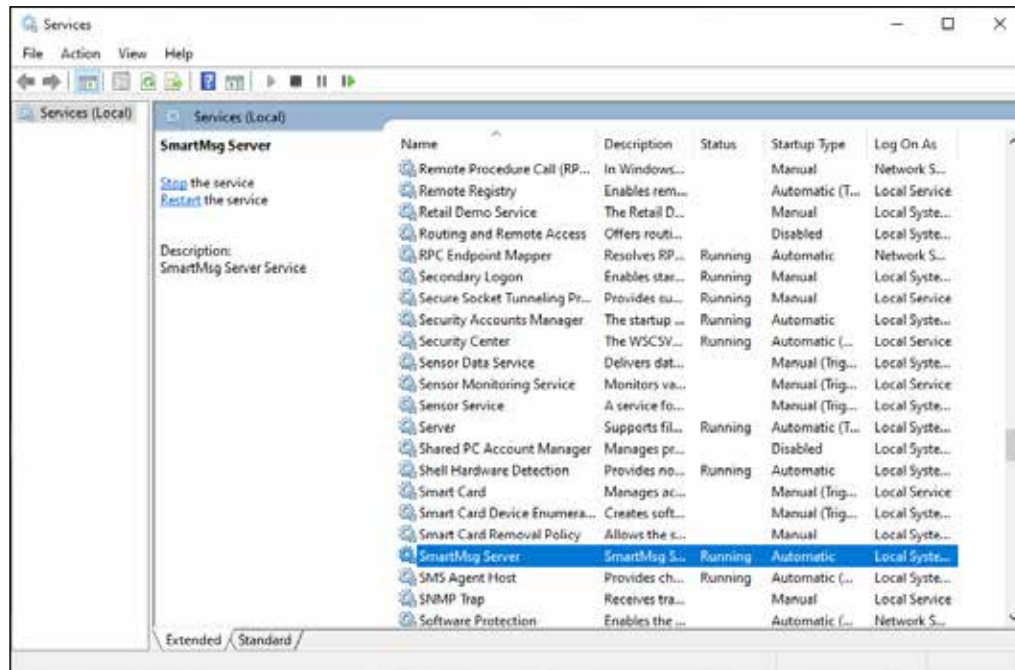 Services
File Action View Help
Services (Local)
Services (Local)
SmartMsg Server
Stop the service
Restart the service
Description:
SmartMsg Server Service
Name Description Status Startup Type Log On As
Remote Procedure Call (RP... In Windows... Manual Network S...
Remote Registry Enables rem... Automatic (T... Local Service
Retail Demo Service The Retail D... Manual Local Syste...
Routing and Remote Access Offers routi... Disabled Local Syste...
RPC Endpoint Mapper Resolves RP... Running Automatic Network S...
Secondary Logon Enables star... Running Manual Local Syste...
Secure Socket Tunneling Pr... Provides su... Running Manual Local Service
Security Accounts Manager The startup ... Running Automatic Local Syste...
Security Center The WSCSV... Running Automatic (... Local Service
Sensor Data Service Delivers dat... Manual (Trig... Local Syste...
Sensor Monitoring Service Monitors va... Manual (Trig... Local Service
Sensor Service A service fo... Manual (Trig... Local Syste...
Server Supports fil... Running Automatic (T... Local Syste...
Shared PC Account Manager Manages pr... Disabled Local Syste...
Shell Hardware Detection Provides no... Running Automatic Local Syste...
Smart Card Manages ac... Manual (Trig... Local Service
Smart Card Device Enumera... Creates soft... Manual (Trig... Local Syste...
Smart Card Removal Policy Allows the s... Manual Local Syste...
SmartMsg Server SmartMsg S... Running Automatic Local Syste...
SMS Agent Host Provides ch... Running Automatic (... Local Syste...
SNMP Trap Receives tra... Manual Local Service
Software Protection Enables the ... Automatic (... Network S...
Extended Standard